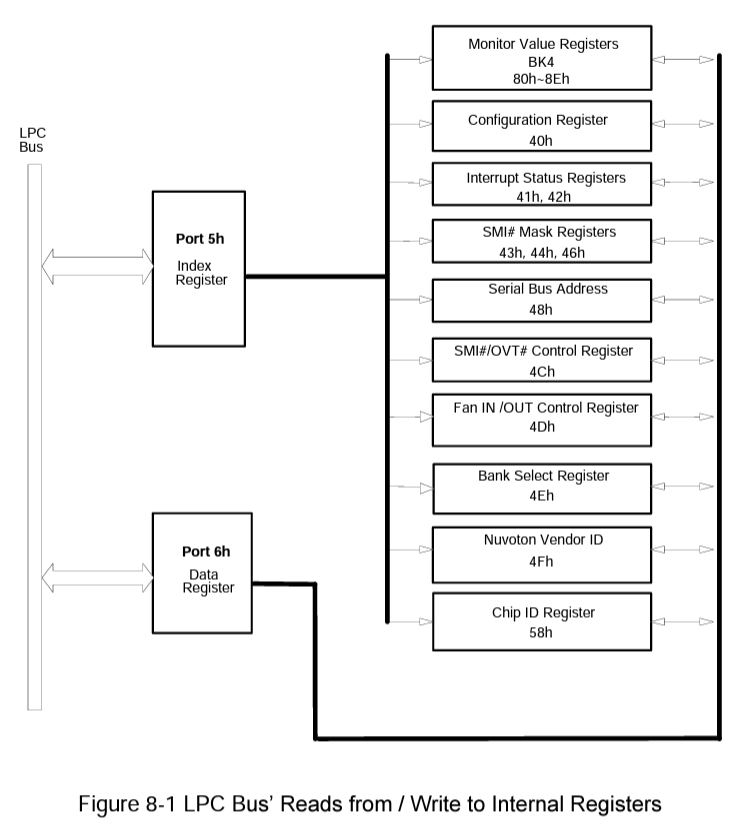 LPC
Bus
Port 5h
Index
Register
Port 6h
Data
Register
Monitor Value Registers
BK4
80h~8Eh
Configuration Register
40h
Interrupt Status Registers
41h, 42h
SMI# Mask Registers
43h, 44h, 46h
Serial Bus Address
48h
SMI#/OVT# Control Register
4Ch
Fan IN /OUT Control Register
4Dh
Bank Select Register
4Eh
Nuvoton Vendor ID
4Fh
Chip ID Register
58h
Figure 8-1 LPC Bus’ Reads from / Write to Internal Registers